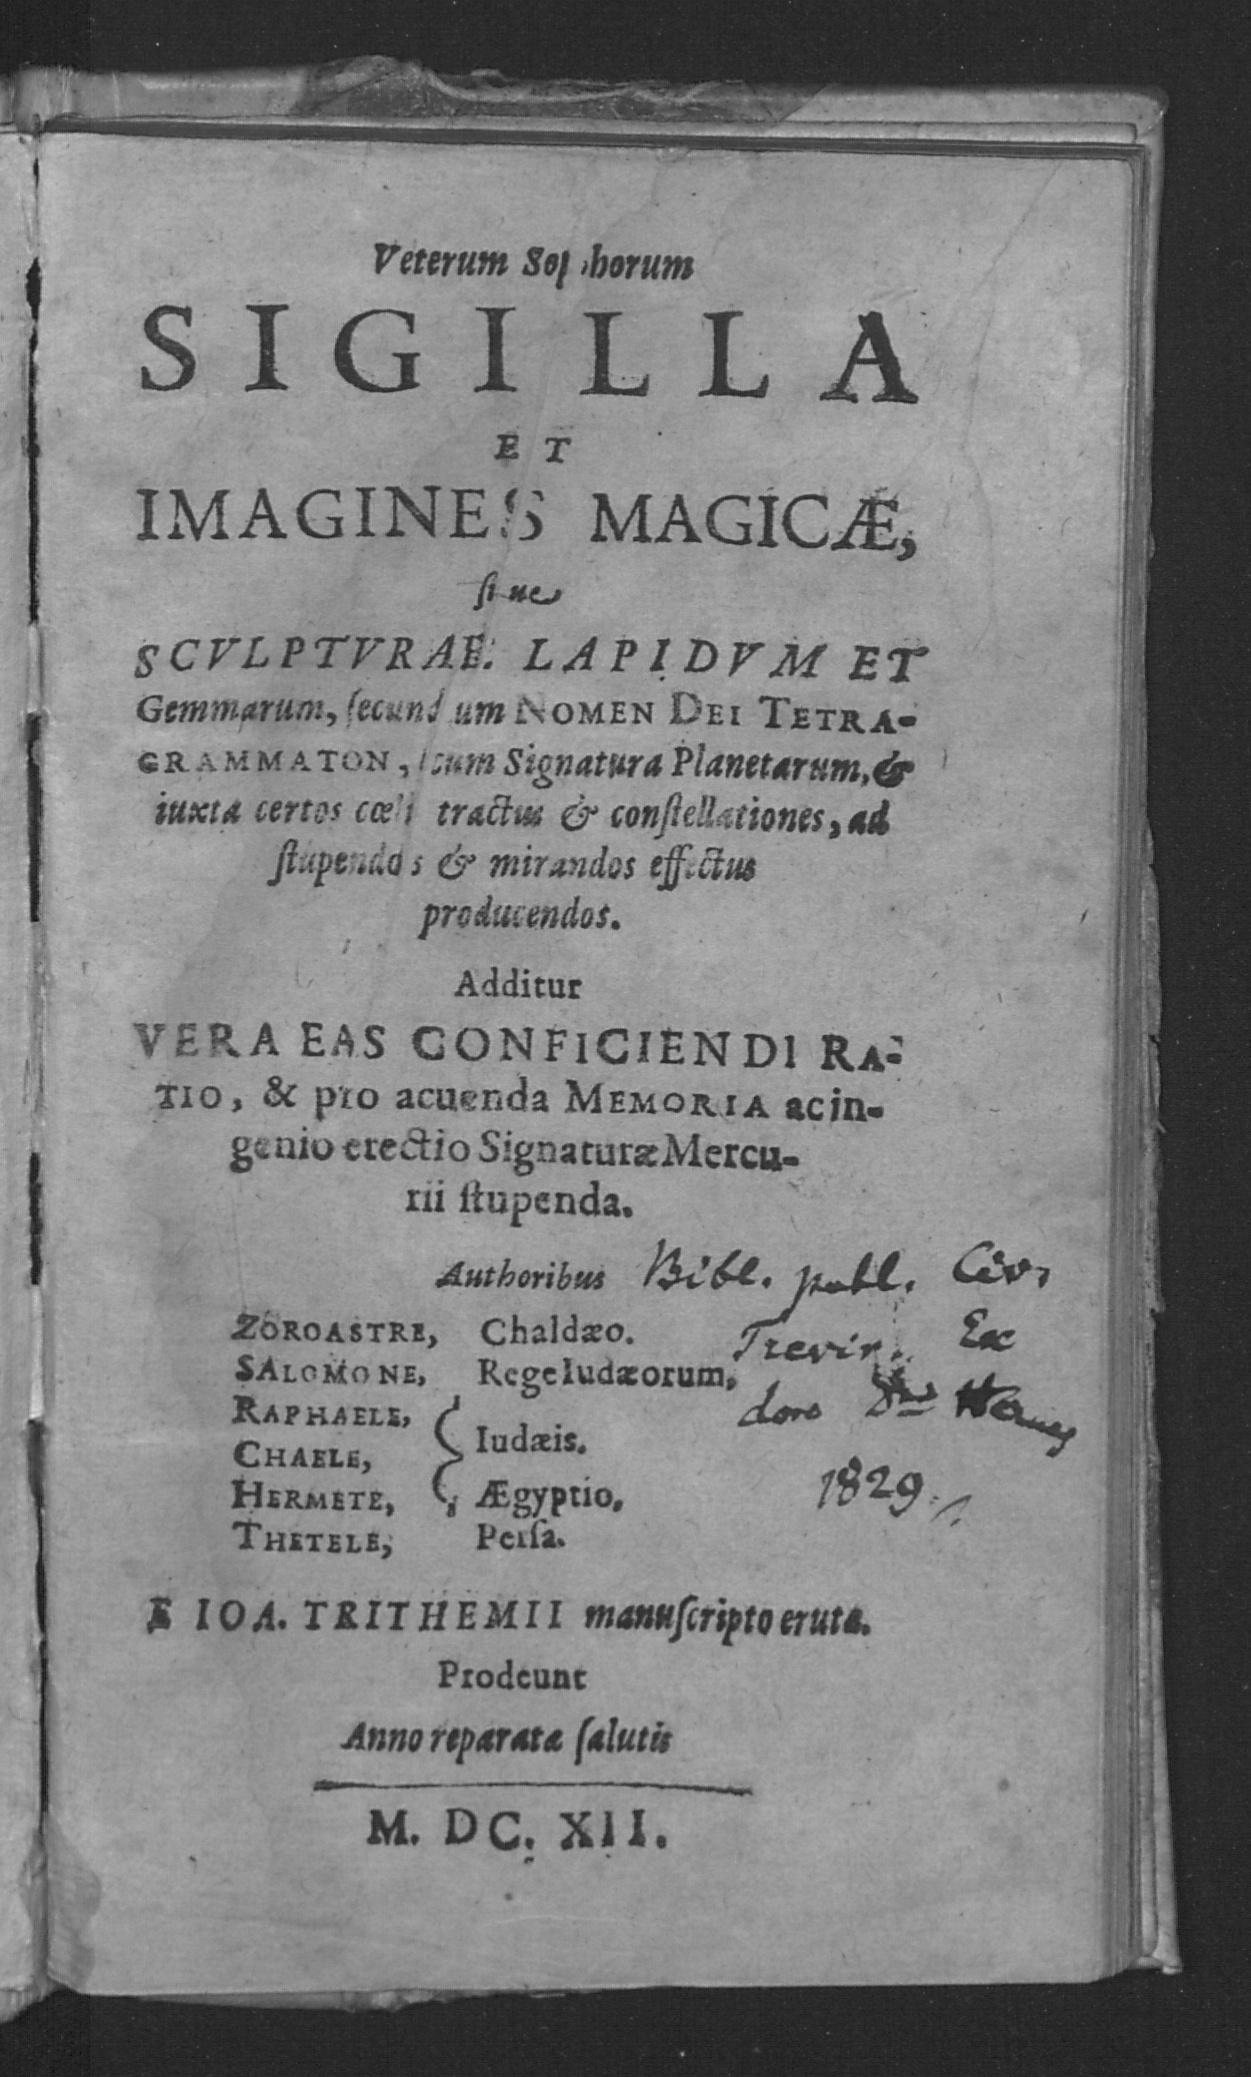 Veterum Sophorum
SIGILLA
ET
IMAGINES MAGICÆ,
ſiue
SCVLPTVRAE LAPIDVM ET
Gemmarum, ſecundum NOMEN DEI TETRA-
GRAMMATON, cum Signatura Planetarum, &
iuxta certos cœli tractus & conſtellationes, ad
ſtupendos & mirandos effectus
producendos.
Additur
VERA EAS CONFICIENDI RA-
TIO, & pro acuenda MEMORIA ac in-
genio erectio Signaturæ Mercu-
rii ſtupenda.
Authoribus Bibl. publ. Civ.
ZOROASTRE, Chaldæo. Trevir. Ex
SALOMONE, Rege Iudæorum,
RAPHAELE, dono
CHAELE, Iudæis.
HERMETE, Ægyptio, 1829.
THETELE, Perſa.
E IOA. TRITHEMII manuſcripto eruta.
Prodeunt
Anno reparata ſalutis
M. DC. XII.